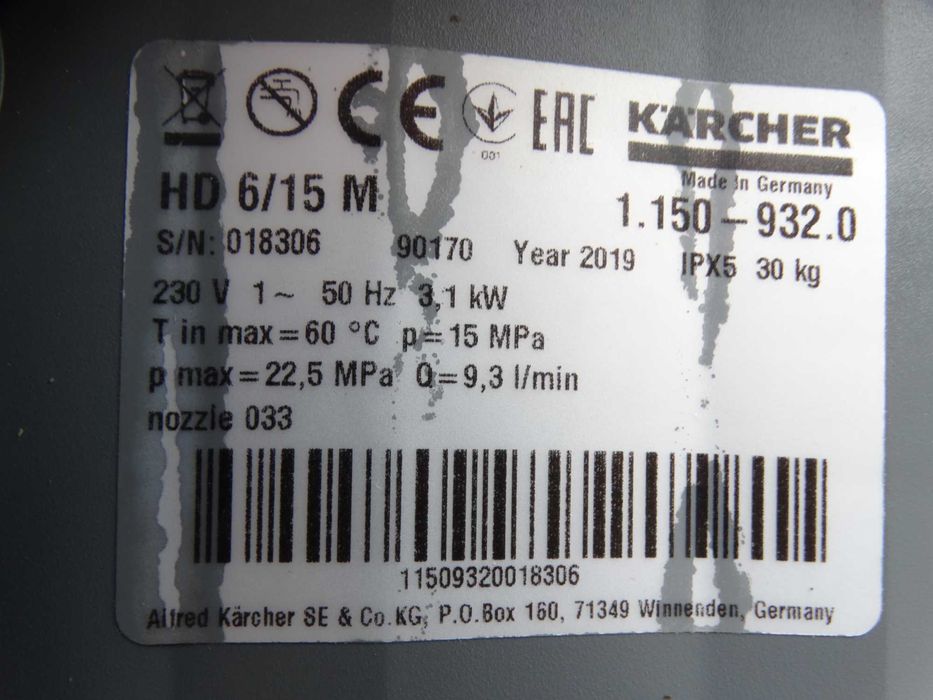 CE 001 EAC KÄRCHER
Made in Germany
HD 6/15 M 1.150-932.0
S/N: 018306 90170 Year 2019 IPX5 30 kg
230 V 1~ 50 Hz 3,1 kW
T in max=60 °C p=15 MPa
p max=22,5 MPa Q=9,3 l/min
nozzle 033
11509320018306
Alfred Kärcher SE & Co.KG, P.O.Box 160, 71349 Winnenden, Germany